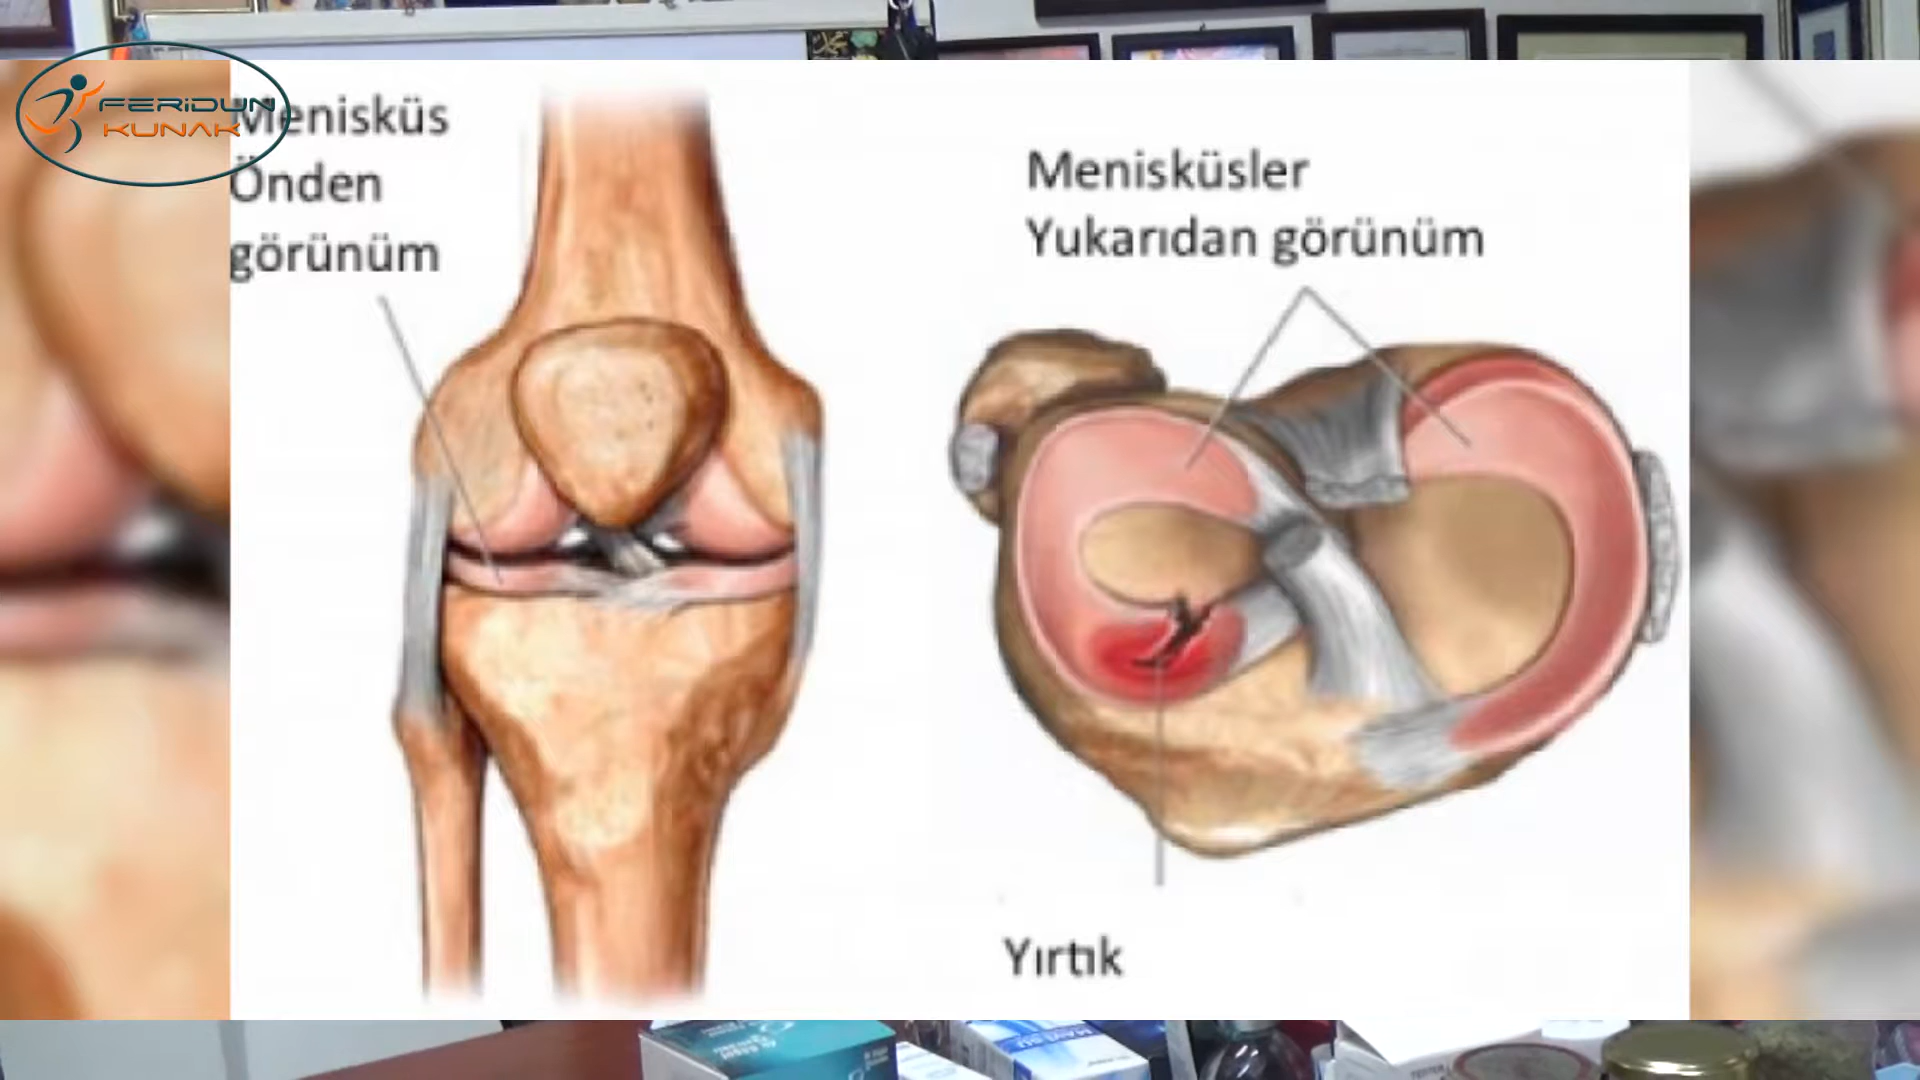 FERiDUN
KUNAK
Menisküs
Önden
görünüm
Menisküsler
Yukarıdan görünüm
Yırtık